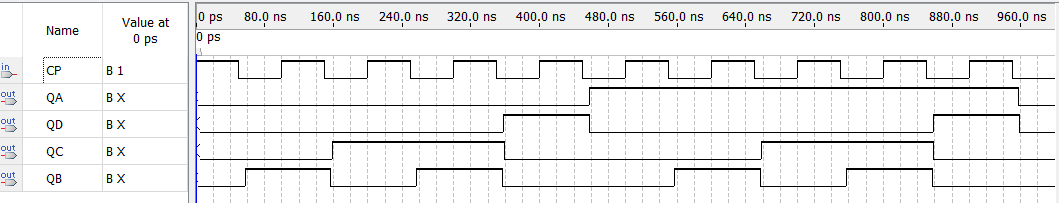 Name Value at 0 ps
0 ps 80.0 ns 160.0 ns 240.0 ns 320.0 ns 400.0 ns 480.0 ns 560.0 ns 640.0 ns 720.0 ns 800.0 ns 880.0 ns 960.0 ns
0 ps
in CP B 1
out QA B X
out QD B X
out QC B X
out QB B X